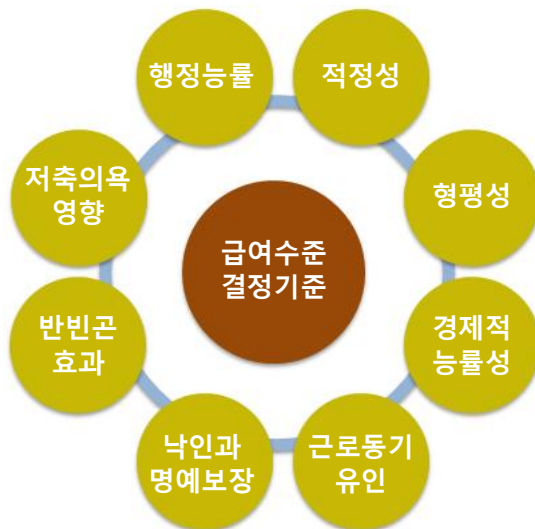 행정능률
적정성
저축의욕
영향
형평성
급여수준
결정기준
반빈곤
효과
경제적
능률성
낙인과
명예보장
근로동기
유인